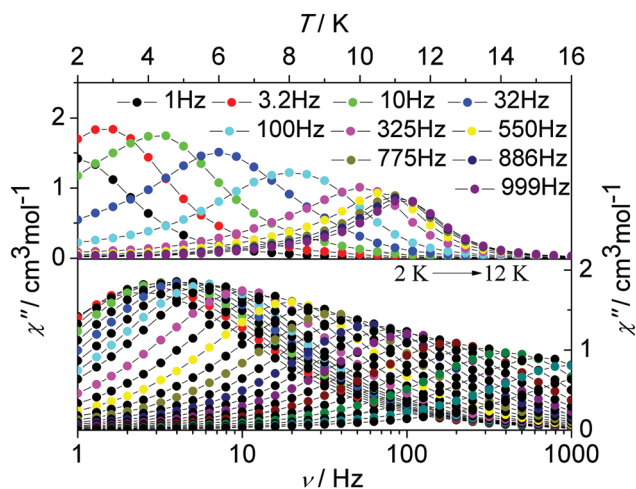 T / K
2 4 6 8 10 12 14 16
1Hz 3.2Hz 10Hz 32Hz
100Hz 325Hz 550Hz
775Hz 886Hz
999Hz
2
1
0
χ″ / cm³mol⁻¹
2 K → 12 K
2
1
0
χ″ / cm³mol⁻¹
1 10 100 1000
ν / Hz